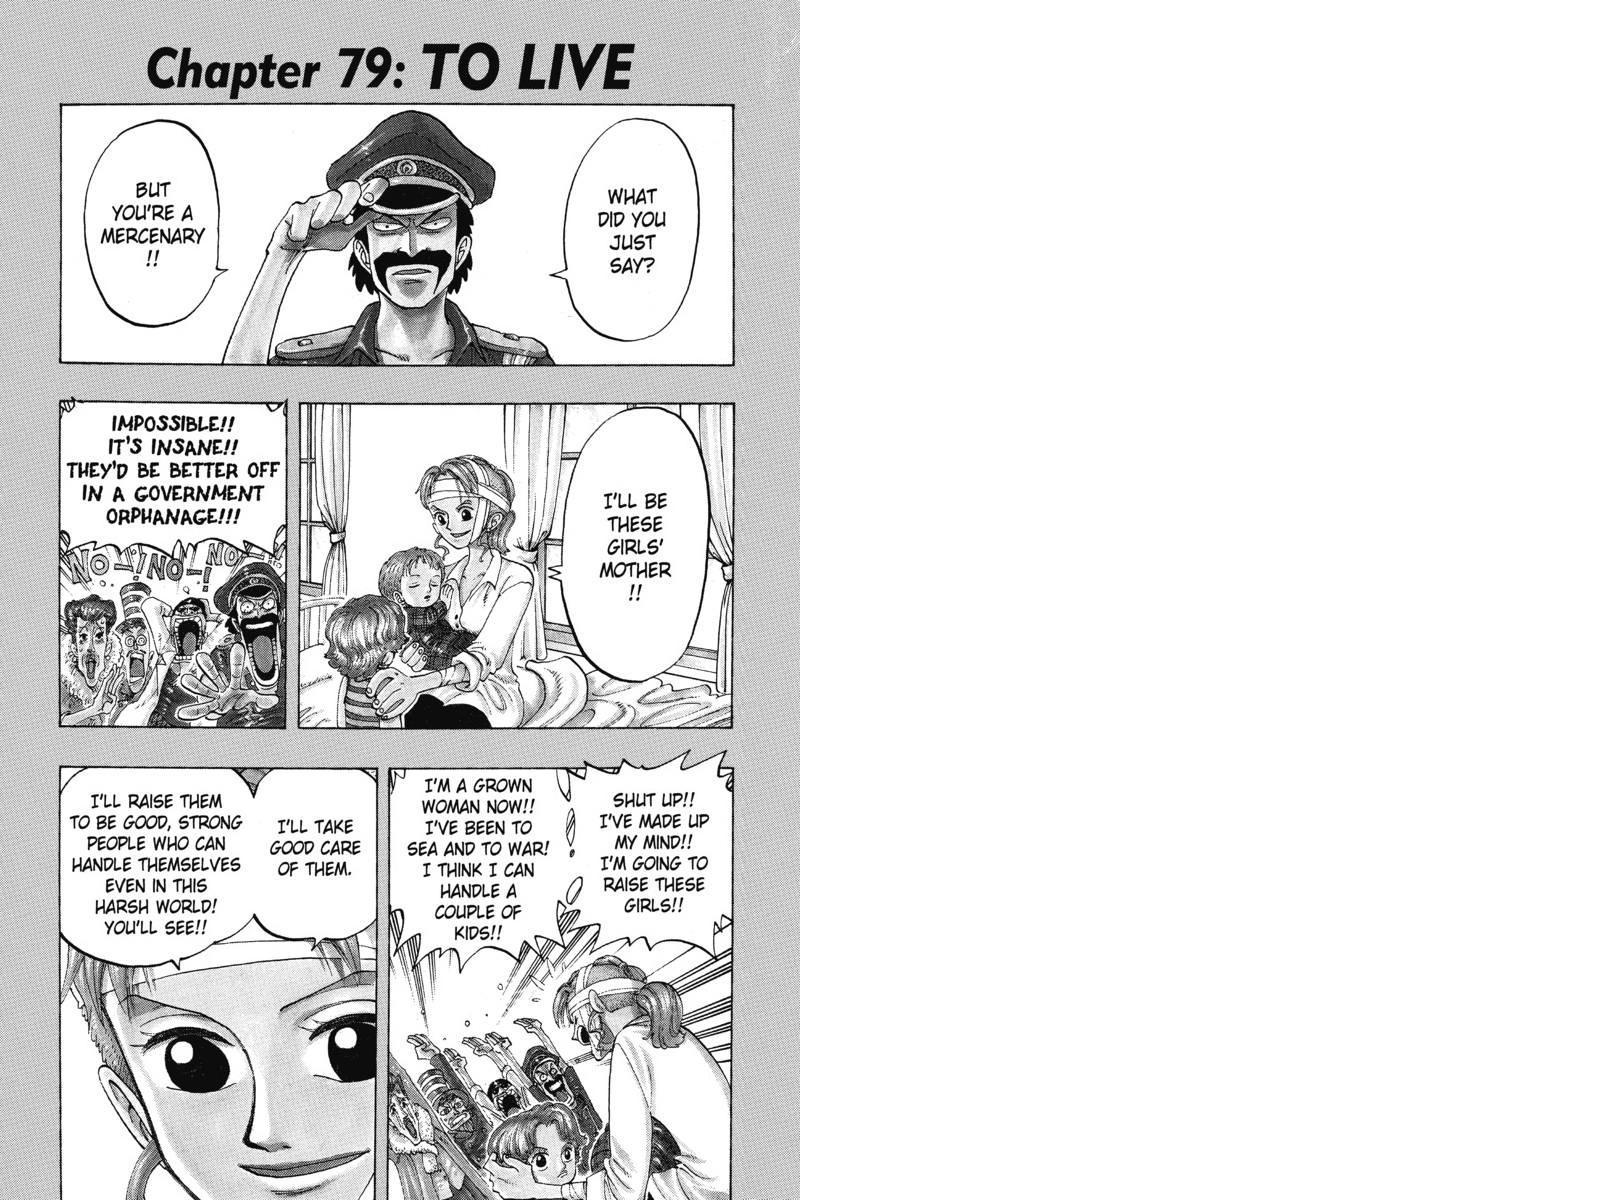 Chapter 79: TO LIVE
WHAT
DID YOU
JUST
SAY?
BUT
YOU'RE A
MERCENARY
!!
I'LL BE
THESE
GIRLS'
MOTHER
!!
IMPOSSIBLE!!
IT'S INSANE!!
THEY'D BE BETTER OFF
IN A GOVERNMENT
ORPHANAGE!!!
NO—! NO—! NO—!
SHUT UP!!
I'VE MADE UP
MY MIND!!
I'M GOING TO
RAISE THESE
GIRLS!!
I'M A GROWN
WOMAN NOW!!
I'VE BEEN TO
SEA AND TO WAR!
I THINK I CAN
HANDLE A
COUPLE OF
KIDS!!
I'LL TAKE
GOOD CARE
OF THEM.
I'LL RAISE THEM
TO BE GOOD, STRONG
PEOPLE WHO CAN
HANDLE THEMSELVES
EVEN IN THIS
HARSH WORLD!
YOU'LL SEE!!